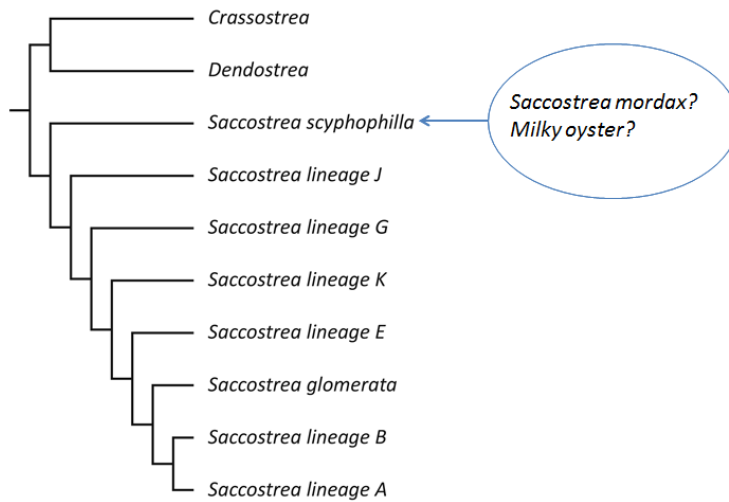 Crassostrea
Dendostrea
Saccostrea scyphophilla
Saccostrea mordax?
Milky oyster?
Saccostrea lineage J
Saccostrea lineage G
Saccostrea lineage K
Saccostrea lineage E
Saccostrea glomerata
Saccostrea lineage B
Saccostrea lineage A